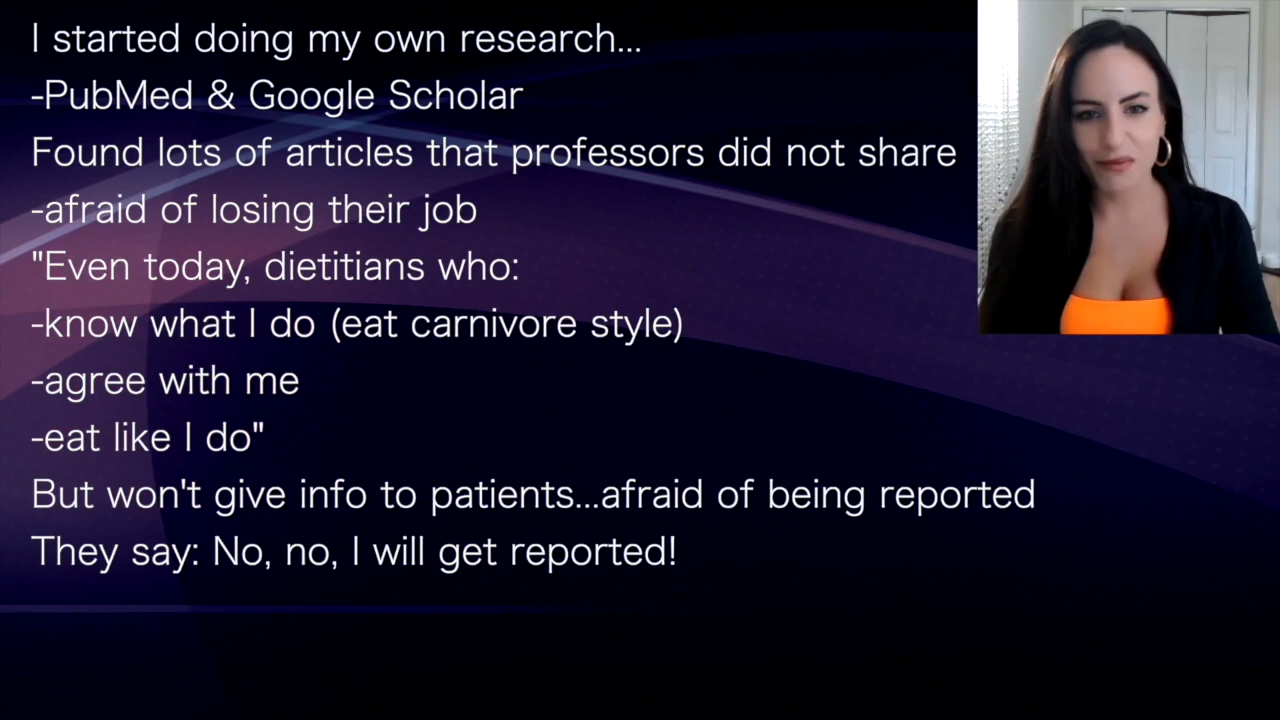 I started doing my own research...
-PubMed & Google Scholar
Found lots of articles that professors did not share
-afraid of losing their job
"Even today, dietitians who:
-know what I do (eat carnivore style)
-agree with me
-eat like I do"
But won't give info to patients...afraid of being reported
They say: No, no, I will get reported!